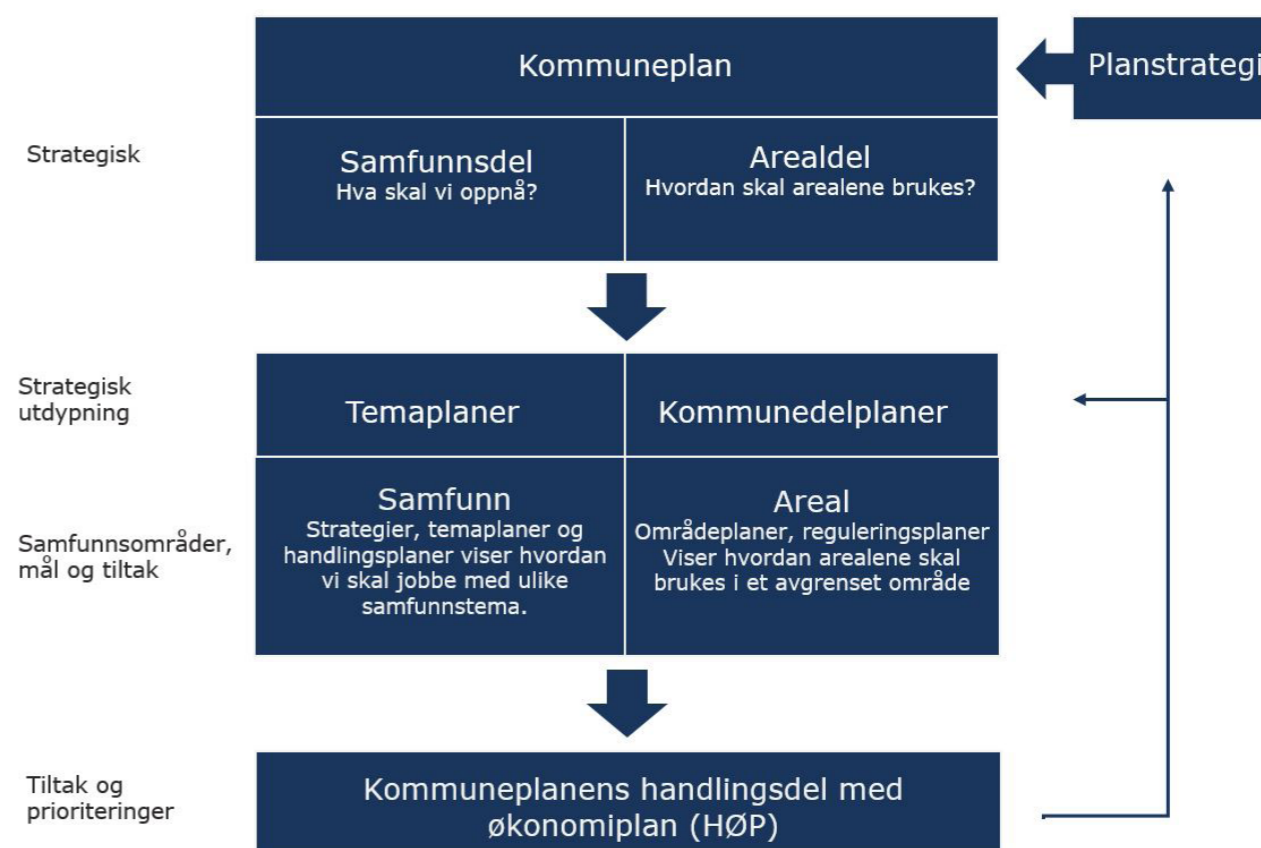 Kommuneplan
Planstrategi
Strategisk
Samfunnsdel
Hva skal vi oppnå?
Arealdel
Hvordan skal arealene brukes?
Strategisk
utdypning
Temaplaner
Kommunedelplaner
Samfunnsområder,
mål og tiltak
Samfunn
Strategier, temaplaner og
handlingsplaner viser hvordan
vi skal jobbe med ulike
samfunnstema.
Areal
Områdeplaner, reguleringsplaner
Viser hvordan arealene skal
brukes i et avgrenset område
Tiltak og
prioriteringer
Kommuneplanens handlingsdel med
økonomiplan (HØP)